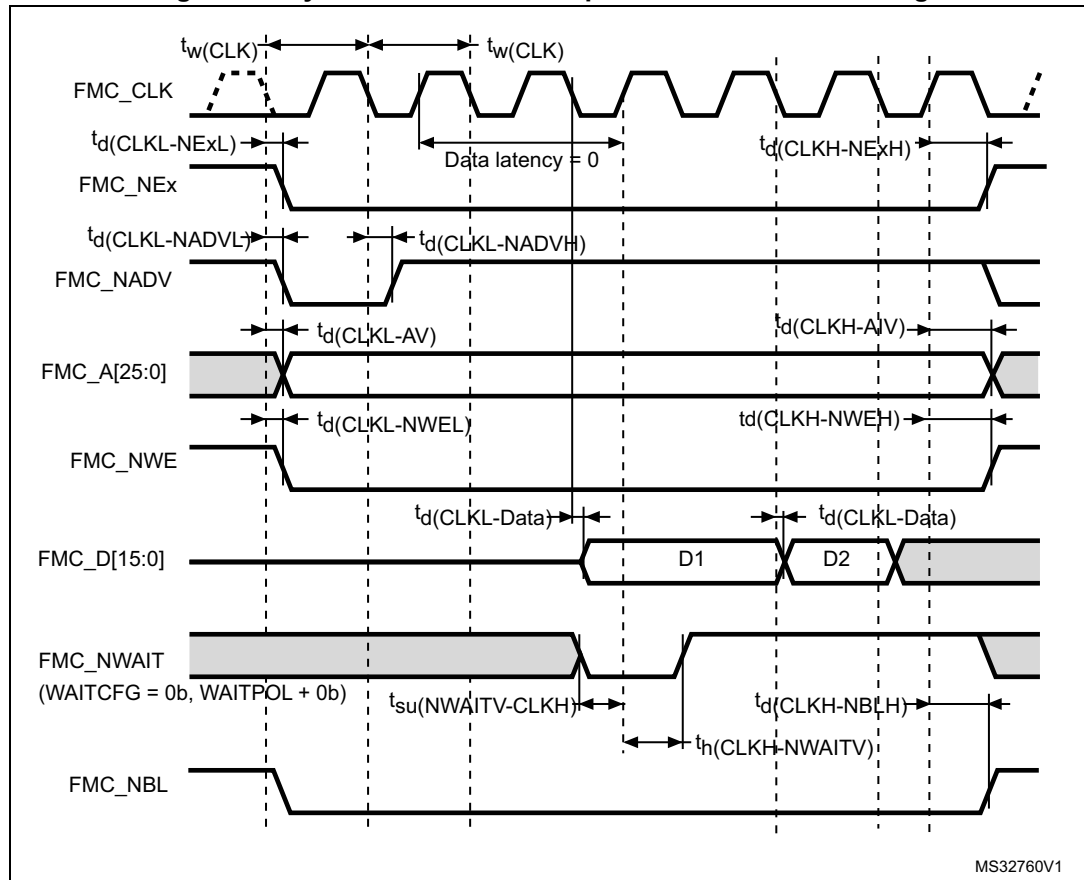 tw(CLK) tw(CLK)
FMC_CLK
td(CLKL-NExL) Data latency = 0 td(CLKH-NExH)
FMC_NEx
td(CLKL-NADVL) td(CLKL-NADVH)
FMC_NADV
td(CLKL-AV) td(CLKH-AIV)
FMC_A[25:0]
td(CLKL-NWEL) td(CLKH-NWEH)
FMC_NWE
td(CLKL-Data) td(CLKL-Data)
FMC_D[15:0] D1 D2
FMC_NWAIT
(WAITCFG = 0b, WAITPOL + 0b)
tsu(NWAITV-CLKH) td(CLKH-NBLH)
th(CLKH-NWAITV)
FMC_NBL
MS32760V1